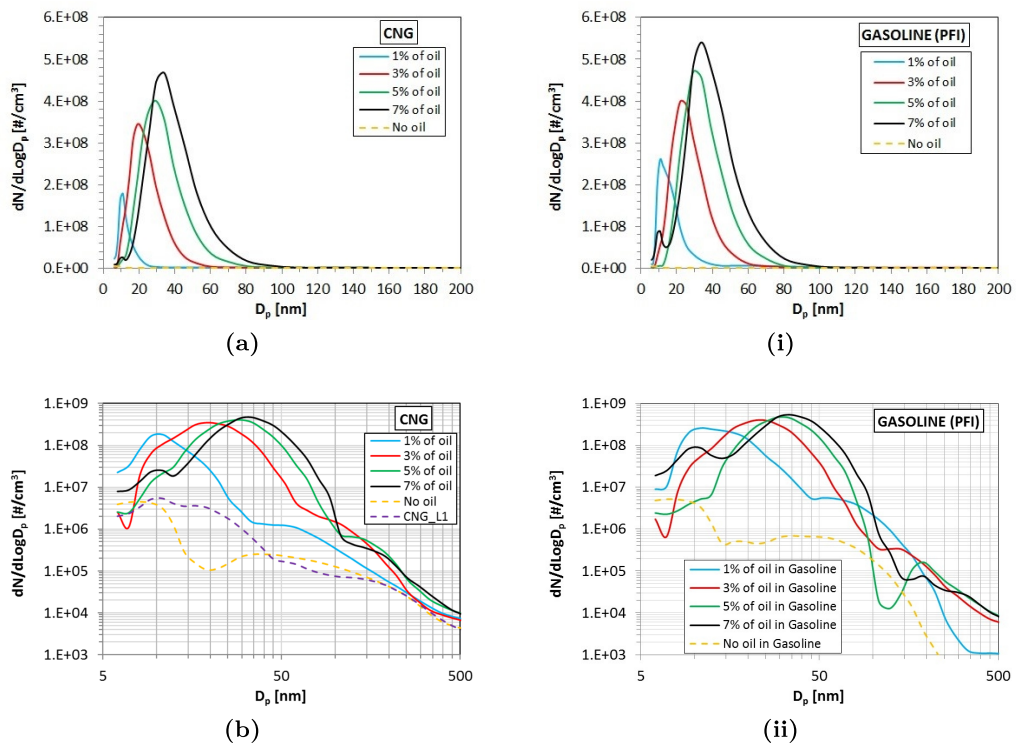 6.E+08
5.E+08
4.E+08
3.E+08
2.E+08
1.E+08
0.E+00
dN/dLogDp [#/cm³]
CNG
1% of oil
3% of oil
5% of oil
7% of oil
No oil
0 20 40 60 80 100 120 140 160 180 200
Dp [nm]
(a)
6.E+08
5.E+08
4.E+08
3.E+08
2.E+08
1.E+08
0.E+00
dN/dLogDp [#/cm³]
GASOLINE (PFI)
1% of oil
3% of oil
5% of oil
7% of oil
No oil
0 20 40 60 80 100 120 140 160 180 200
Dp [nm]
(i)
1.E+09
1.E+08
1.E+07
1.E+06
1.E+05
1.E+04
1.E+03
dN/dLogDp [#/cm³]
CNG
1% of oil
3% of oil
5% of oil
7% of oil
No oil
CNG_L1
5 50 500
Dp [nm]
(b)
1.E+09
1.E+08
1.E+07
1.E+06
1.E+05
1.E+04
1.E+03
dN/dLogDp [#/cm³]
GASOLINE (PFI)
1% of oil in Gasoline
3% of oil in Gasoline
5% of oil in Gasoline
7% of oil in Gasoline
No oil in Gasoline
5 50 500
Dp [nm]
(ii)